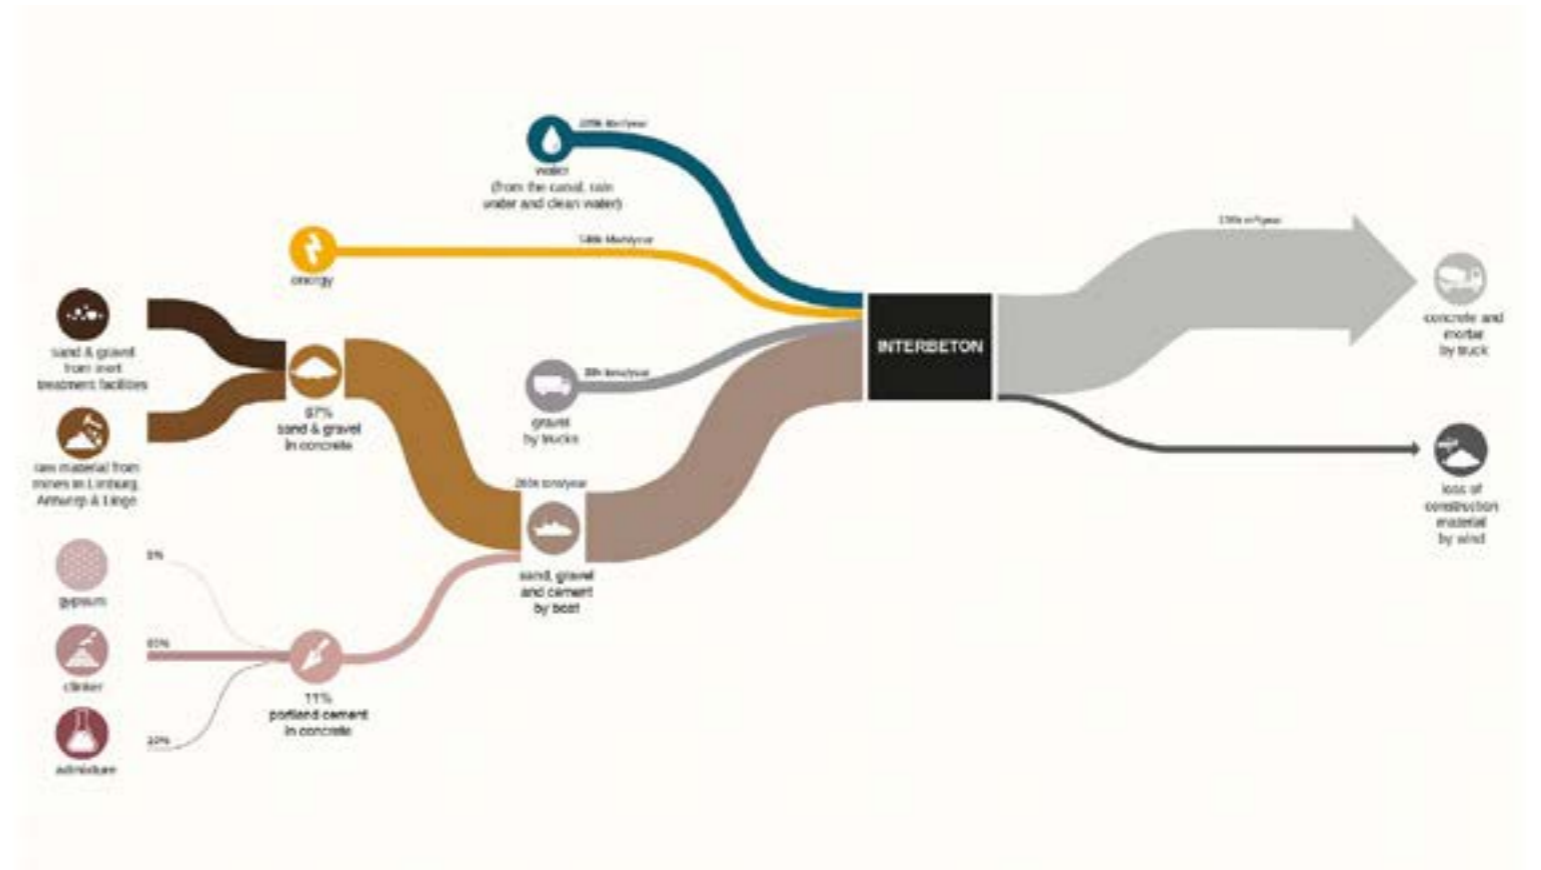 water
(from the canal, rain
water and clean water)
energy
sand & gravel
from inert
treatment facilities
raw material from
mines in Limburg,
Antwerp & Liege
sand & gravel
in concrete
gravel
by trucks
sand, gravel
and cement
by boat
gypsum
clinker
admixture
11%
portland cement
in concrete
INTERBETON
concrete and
mortar
by truck
loss of
construction
material
by wind